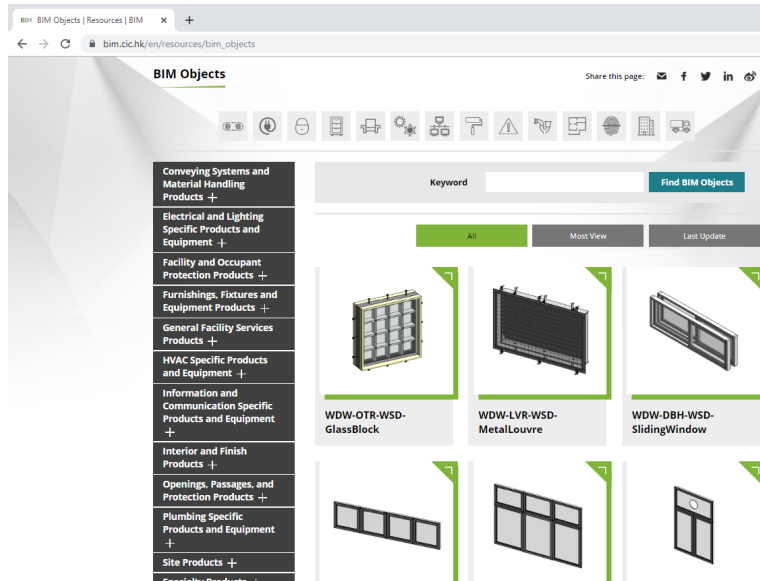 BIM BIM Objects | Resources | BIM
bim.cic.hk/en/resources/bim_objects
BIM Objects
Share this page:
Conveying Systems and
Material Handling
Products +
Electrical and Lighting
Specific Products and
Equipment +
Facility and Occupant
Protection Products +
Furnishings, Fixtures and
Equipment Products +
General Facility Services
Products +
HVAC Specific Products
and Equipment +
Information and
Communication Specific
Products and Equipment
+
Interior and Finish
Products +
Openings, Passages, and
Protection Products +
Plumbing Specific
Products and Equipment
+
Site Products +
Specialty Products +
Keyword
Find BIM Objects
All
Most View
Last Update
WDW-OTR-WSD-
GlassBlock
WDW-LVR-WSD-
MetalLouvre
WDW-DBH-WSD-
SlidingWindow